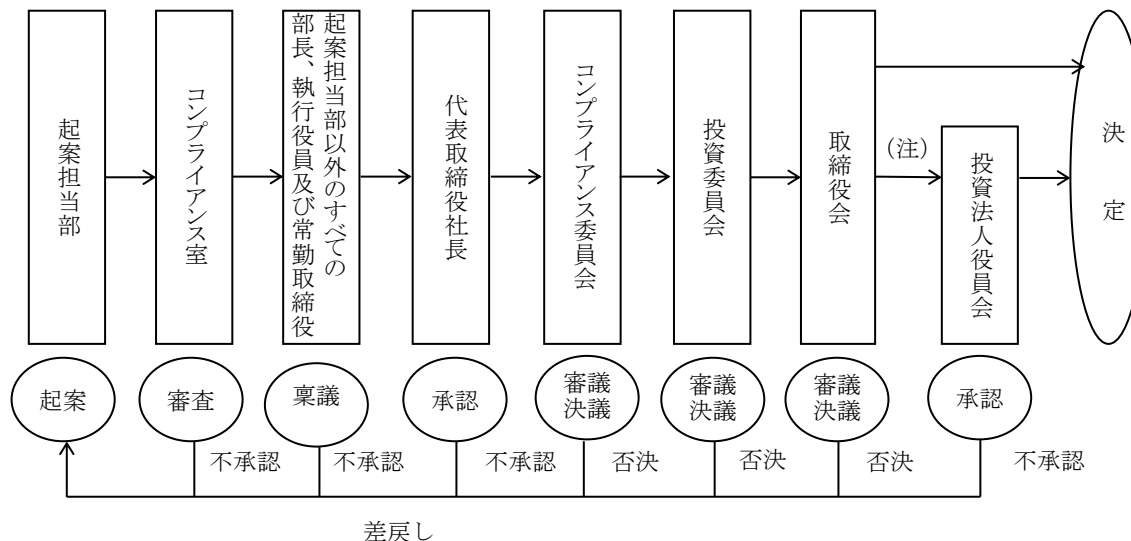 起案担当部
コンプライアンス室
起案担当部以外のすべての
部長、執行役員及び常勤取締役
代表取締役社長
コンプライアンス委員会
投資委員会
取締役会
(注)
投資法人役員会
決定
起案
審査
稟議
承認
審議
決議
審議
決議
審議
決議
承認
不承認
不承認
不承認
否決
否決
否決
不承認
差戻し